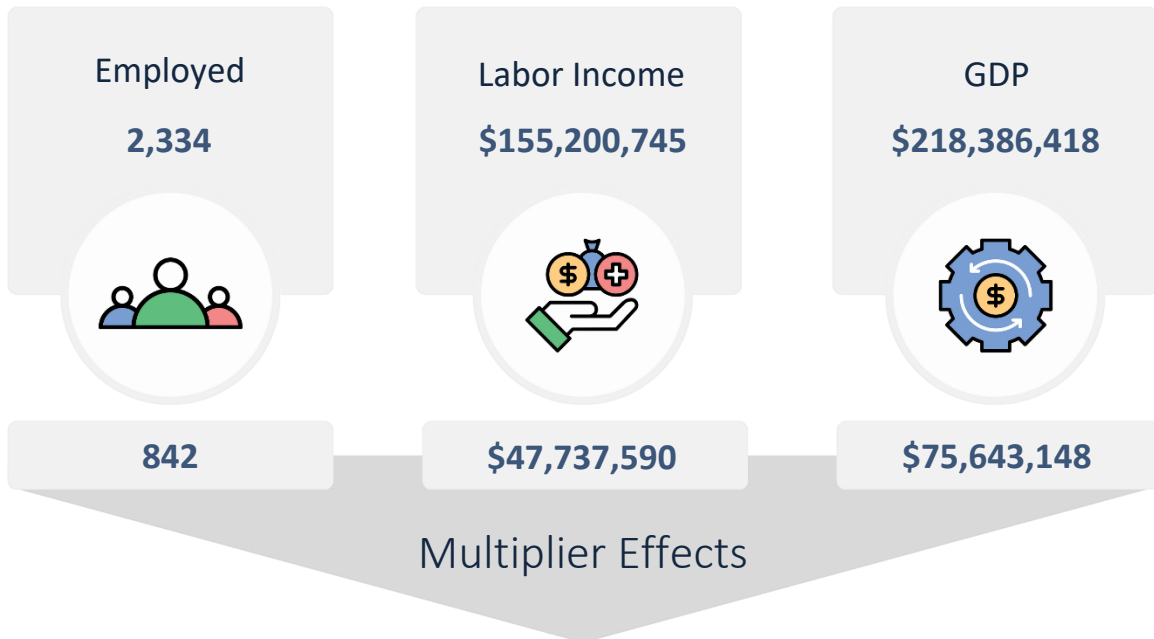 Employed
2,334
Labor Income
$155,200,745
GDP
$218,386,418
$
$
842
$47,737,590
$75,643,148
Multiplier Effects